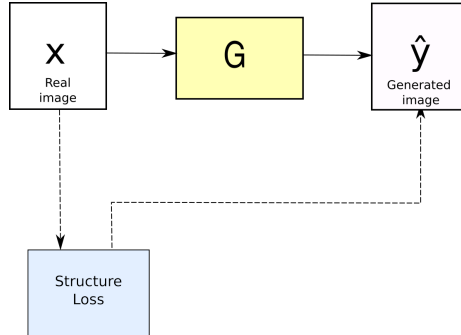 x
Real
image
G
ŷ
Generated
image
Structure
Loss